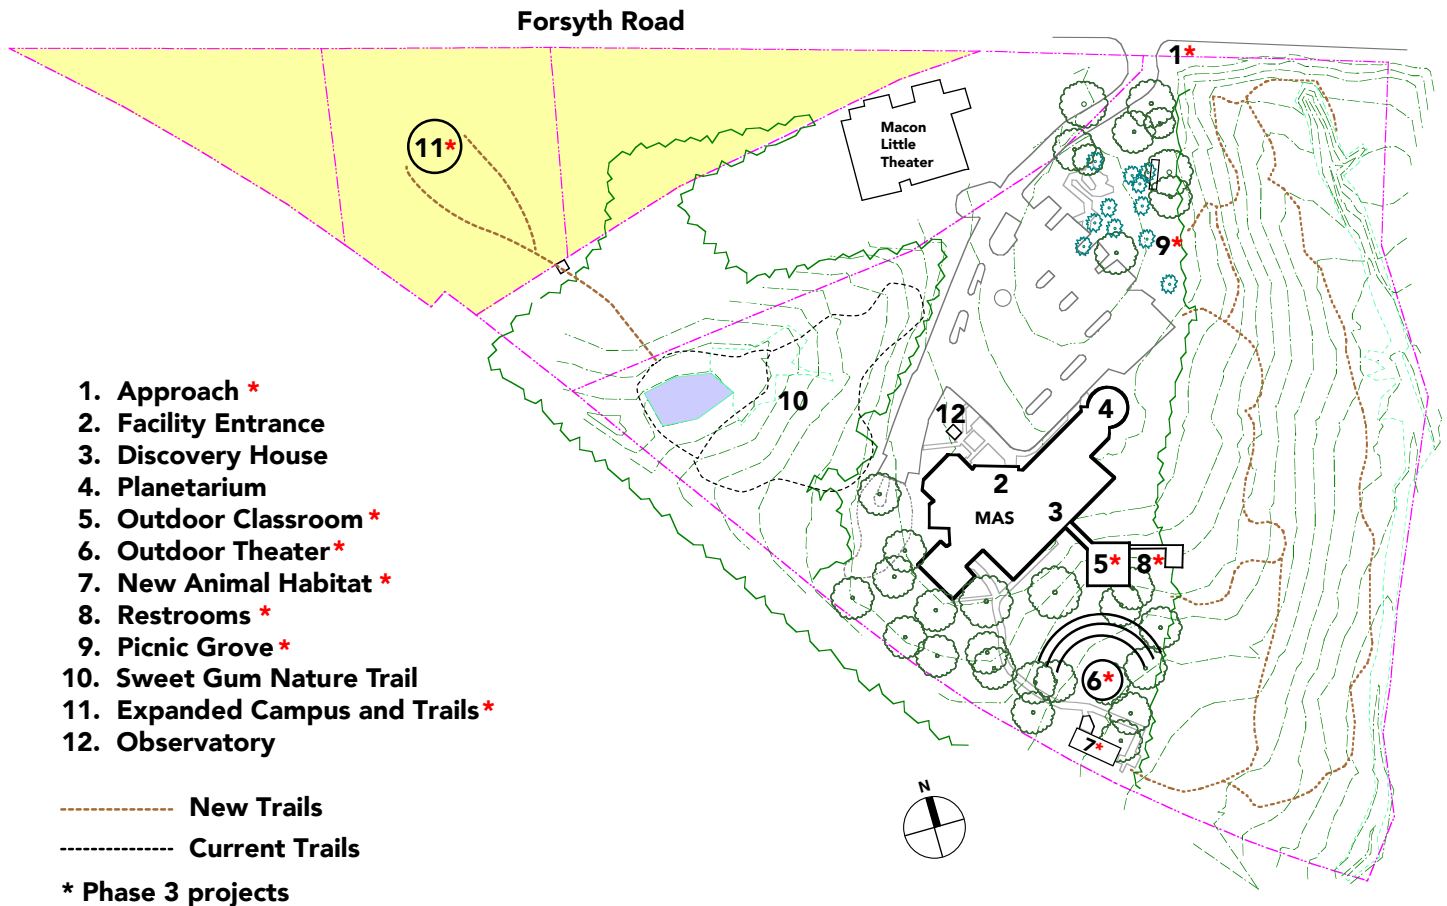 Forsyth Road
1*
Macon
Little
Theater
11*
9*
1. Approach *
2. Facility Entrance
3. Discovery House
4. Planetarium
5. Outdoor Classroom *
6. Outdoor Theater *
7. New Animal Habitat *
8. Restrooms *
9. Picnic Grove *
10. Sweet Gum Nature Trail
11. Expanded Campus and Trails *
12. Observatory
10
12
4
2
MAS
3
5*
8*
6*
7*
N
New Trails
Current Trails
* Phase 3 projects